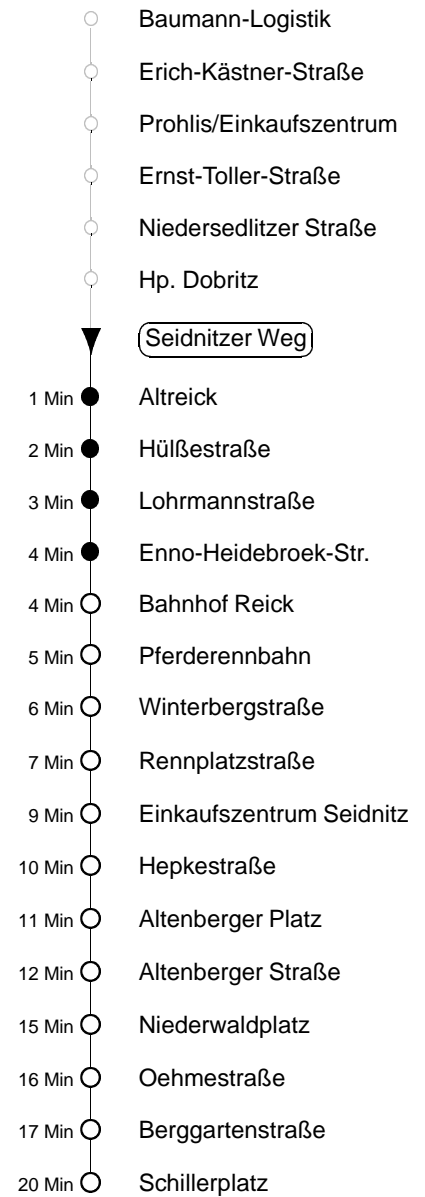 Baumann-Logistik
Erich-Kästner-Straße
Prohlis/Einkaufszentrum
Ernst-Toller-Straße
Niedersedlitzer Straße
Hp. Dobritz
Seidnitzer Weg
1 Min Altreick
2 Min Hülßestraße
3 Min Lohrmannstraße
4 Min Enno-Heidebroek-Str.
4 Min Bahnhof Reick
5 Min Pferderennbahn
6 Min Winterbergstraße
7 Min Rennplatzstraße
9 Min Einkaufszentrum Seidnitz
10 Min Hepkestraße
11 Min Altenberger Platz
12 Min Altenberger Straße
15 Min Niederwaldplatz
16 Min Oehmestraße
17 Min Berggartenstraße
20 Min Schillerplatz